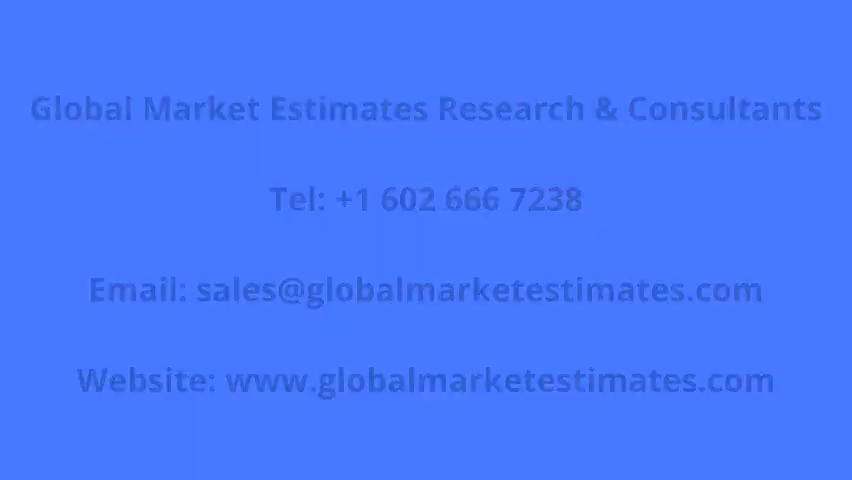 Global Market Estimates Research & Consultants
Tel: +1 602 666 7238
Email: sales@globalmarketestimates.com
Website: www.globalmarketestimates.com